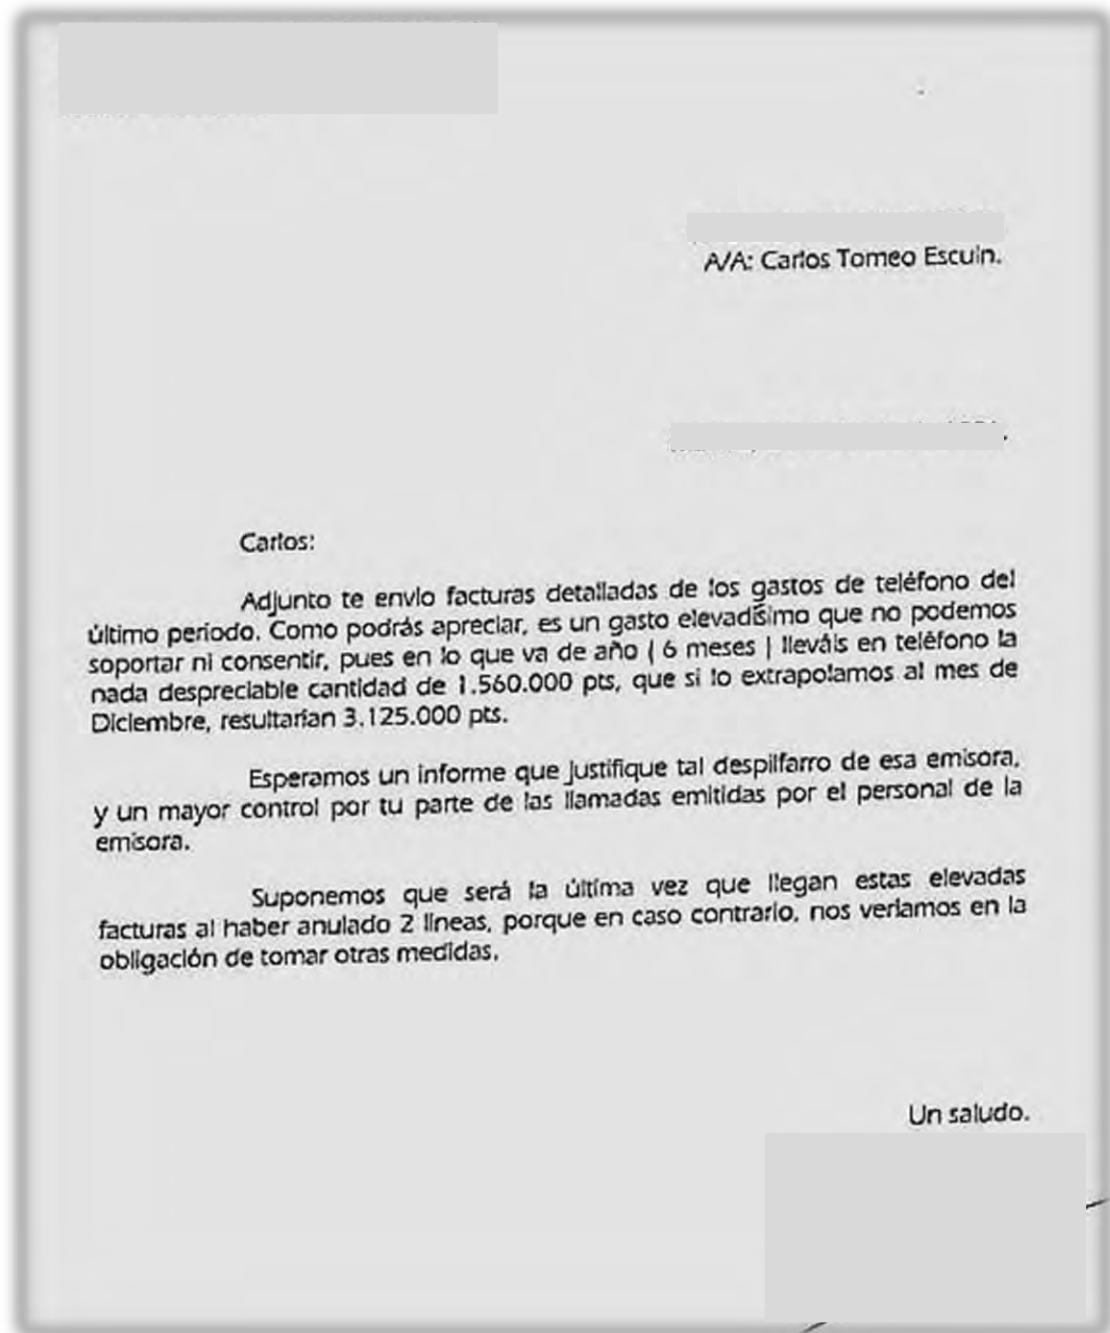 A/A: Carlos Tomeo Escuin.
Carlos:
Adjunto te envío facturas detalladas de los gastos de teléfono del
último período. Como podrás apreciar, es un gasto elevadísimo que no podemos
soportar ni consentir, pues en lo que va de año ( 6 meses ) lleváis en teléfono la
nada despreciable cantidad de 1.560.000 pts, que si lo extrapolamos al mes de
Diciembre, resultarían 3.125.000 pts.
Esperamos un informe que justifique tal despilfarro de esa emisora,
y un mayor control por tu parte de las llamadas emitidas por el personal de la
emisora.
Suponemos que será la última vez que llegan estas elevadas
facturas al haber anulado 2 líneas, porque en caso contrario, nos veríamos en la
obligación de tomar otras medidas.
Un saludo.